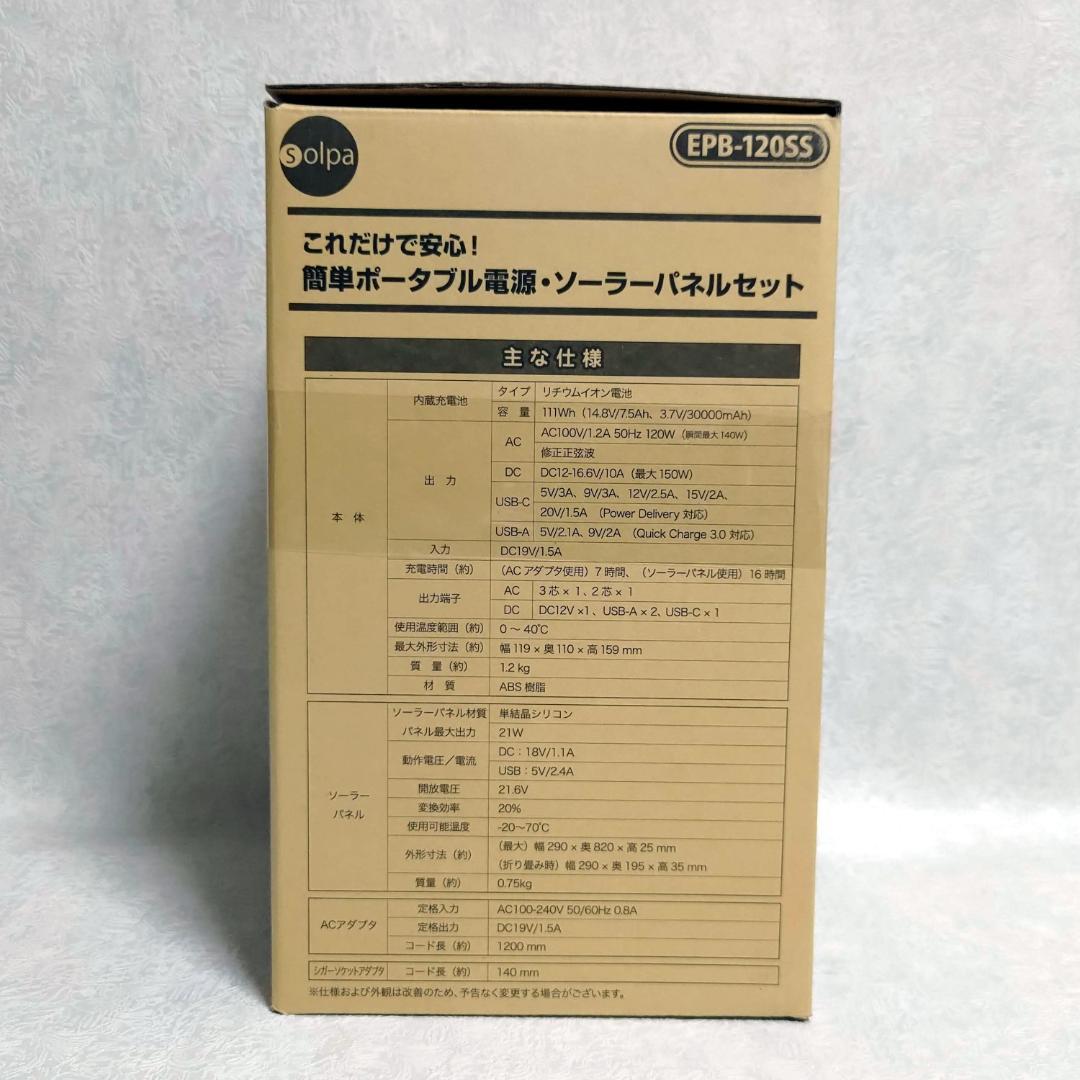 solpa
EPB-120SS
これだけで安心!
簡単ポータブル電源・ソーラーパネルセット
主な仕様
本 体
内蔵充電池 タイプ リチウムイオン電池
容 量 111Wh（14.8V/7.5Ah、3.7V/30000mAh）
出 力 AC AC100V/1.2A 50Hz 120W（瞬間最大140W）
修正正弦波
DC DC12-16.6V/10A（最大150W）
USB-C 5V/3A、9V/3A、12V/2.5A、15V/2A、
20V/1.5A （Power Delivery 対応）
USB-A 5V/2.1A、9V/2A （Quick Charge 3.0 対応）
入力 DC19V/1.5A
充電時間（約） （ACアダプタ使用）7時間、（ソーラーパネル使用）16時間
出力端子 AC 3芯×1、2芯×1
DC DC12V×1、USB-A×2、USB-C×1
使用温度範囲（約） 0～40℃
最大外形寸法（約） 幅119×奥110×高159mm
質 量（約） 1.2kg
材 質 ABS樹脂
ソーラー
パネル
ソーラーパネル材質 単結晶シリコン
パネル最大出力 21W
動作電圧／電流 DC：18V/1.1A
USB：5V/2.4A
開放電圧 21.6V
変換効率 20%
使用可能温度 -20～70℃
外形寸法（約） （最大）幅290×奥820×高25mm
（折り畳み時）幅290×奥195×高35mm
質量（約） 0.75kg
ACアダプタ
定格入力 AC100-240V 50/60Hz 0.8A
定格出力 DC19V/1.5A
コード長（約） 1200mm
シガーソケットアダプタ コード長（約） 140mm
※仕様および外観は改善のため、予告なく変更する場合がございます。